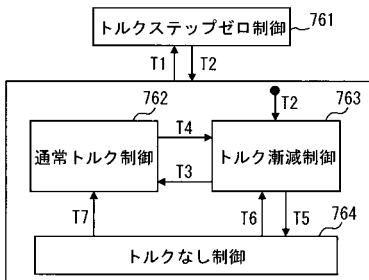 トルクステップゼロ制御 761
T1 T2
762 763
T2
通常トルク制御 T4 トルク漸減制御
T3
T7 T6 T5 764
トルクなし制御